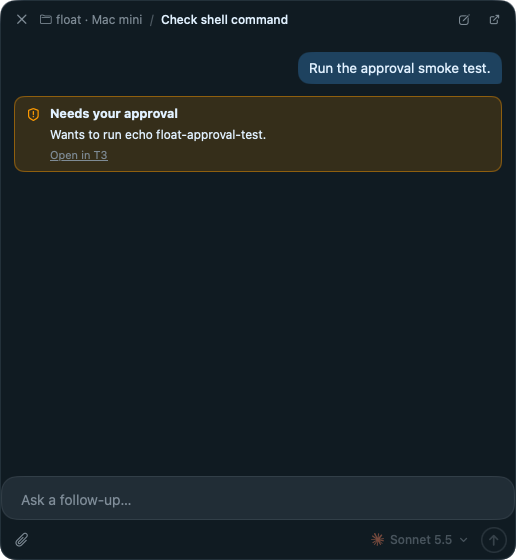 float · Mac mini / Check shell command
Run the approval smoke test.
Needs your approval
Wants to run echo float-approval-test.
Open in T3
Ask a follow-up...
Sonnet 5.5